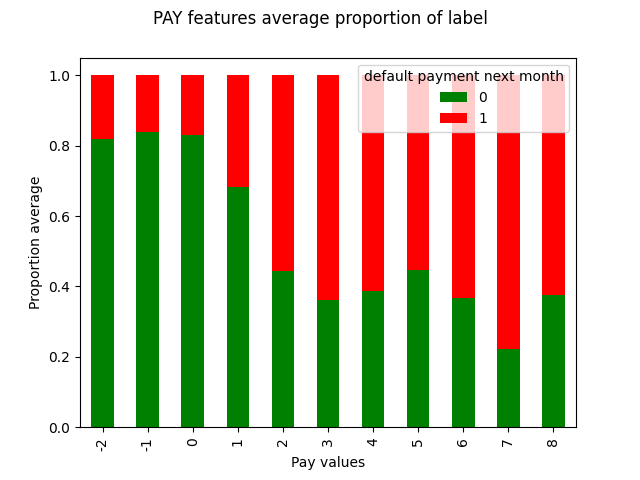 PAY features average proportion of label
default payment next month
0
1
1.0
0.8
0.6
0.4
0.2
0.0
Proportion average
-2 -1 0 1 2 3 4 5 6 7 8
Pay values